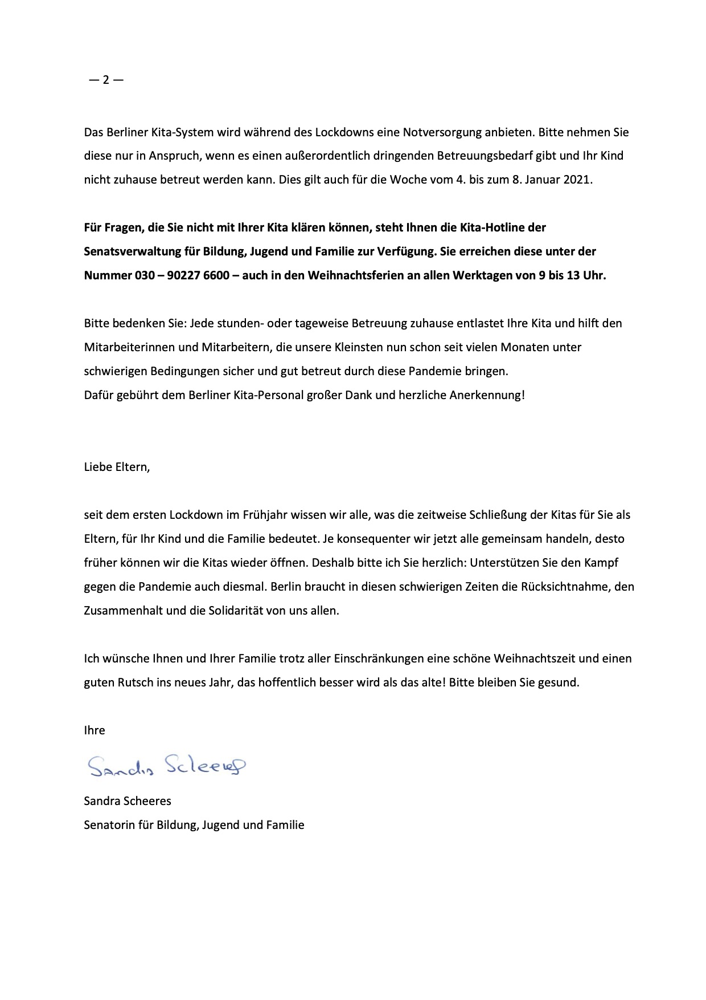 — 2 —
Das Berliner Kita-System wird während des Lockdowns eine Notversorgung anbieten. Bitte nehmen Sie
diese nur in Anspruch, wenn es einen außerordentlich dringenden Betreuungsbedarf gibt und Ihr Kind
nicht zuhause betreut werden kann. Dies gilt auch für die Woche vom 4. bis zum 8. Januar 2021.
Für Fragen, die Sie nicht mit Ihrer Kita klären können, steht Ihnen die Kita-Hotline der
Senatsverwaltung für Bildung, Jugend und Familie zur Verfügung. Sie erreichen diese unter der
Nummer 030 – 90227 6600 – auch in den Weihnachtsferien an allen Werktagen von 9 bis 13 Uhr.
Bitte bedenken Sie: Jede stunden- oder tageweise Betreuung zuhause entlastet Ihre Kita und hilft den
Mitarbeiterinnen und Mitarbeitern, die unsere Kleinsten nun schon seit vielen Monaten unter
schwierigen Bedingungen sicher und gut betreut durch diese Pandemie bringen.
Dafür gebührt dem Berliner Kita-Personal großer Dank und herzliche Anerkennung!
Liebe Eltern,
seit dem ersten Lockdown im Frühjahr wissen wir alle, was die zeitweise Schließung der Kitas für Sie als
Eltern, für Ihr Kind und die Familie bedeutet. Je konsequenter wir jetzt alle gemeinsam handeln, desto
früher können wir die Kitas wieder öffnen. Deshalb bitte ich Sie herzlich: Unterstützen Sie den Kampf
gegen die Pandemie auch diesmal. Berlin braucht in diesen schwierigen Zeiten die Rücksichtnahme, den
Zusammenhalt und die Solidarität von uns allen.
Ich wünsche Ihnen und Ihrer Familie trotz aller Einschränkungen eine schöne Weihnachtszeit und einen
guten Rutsch ins neues Jahr, das hoffentlich besser wird als das alte! Bitte bleiben Sie gesund.
Ihre
Sandra Scheeres
Sandra Scheeres
Senatorin für Bildung, Jugend und Familie